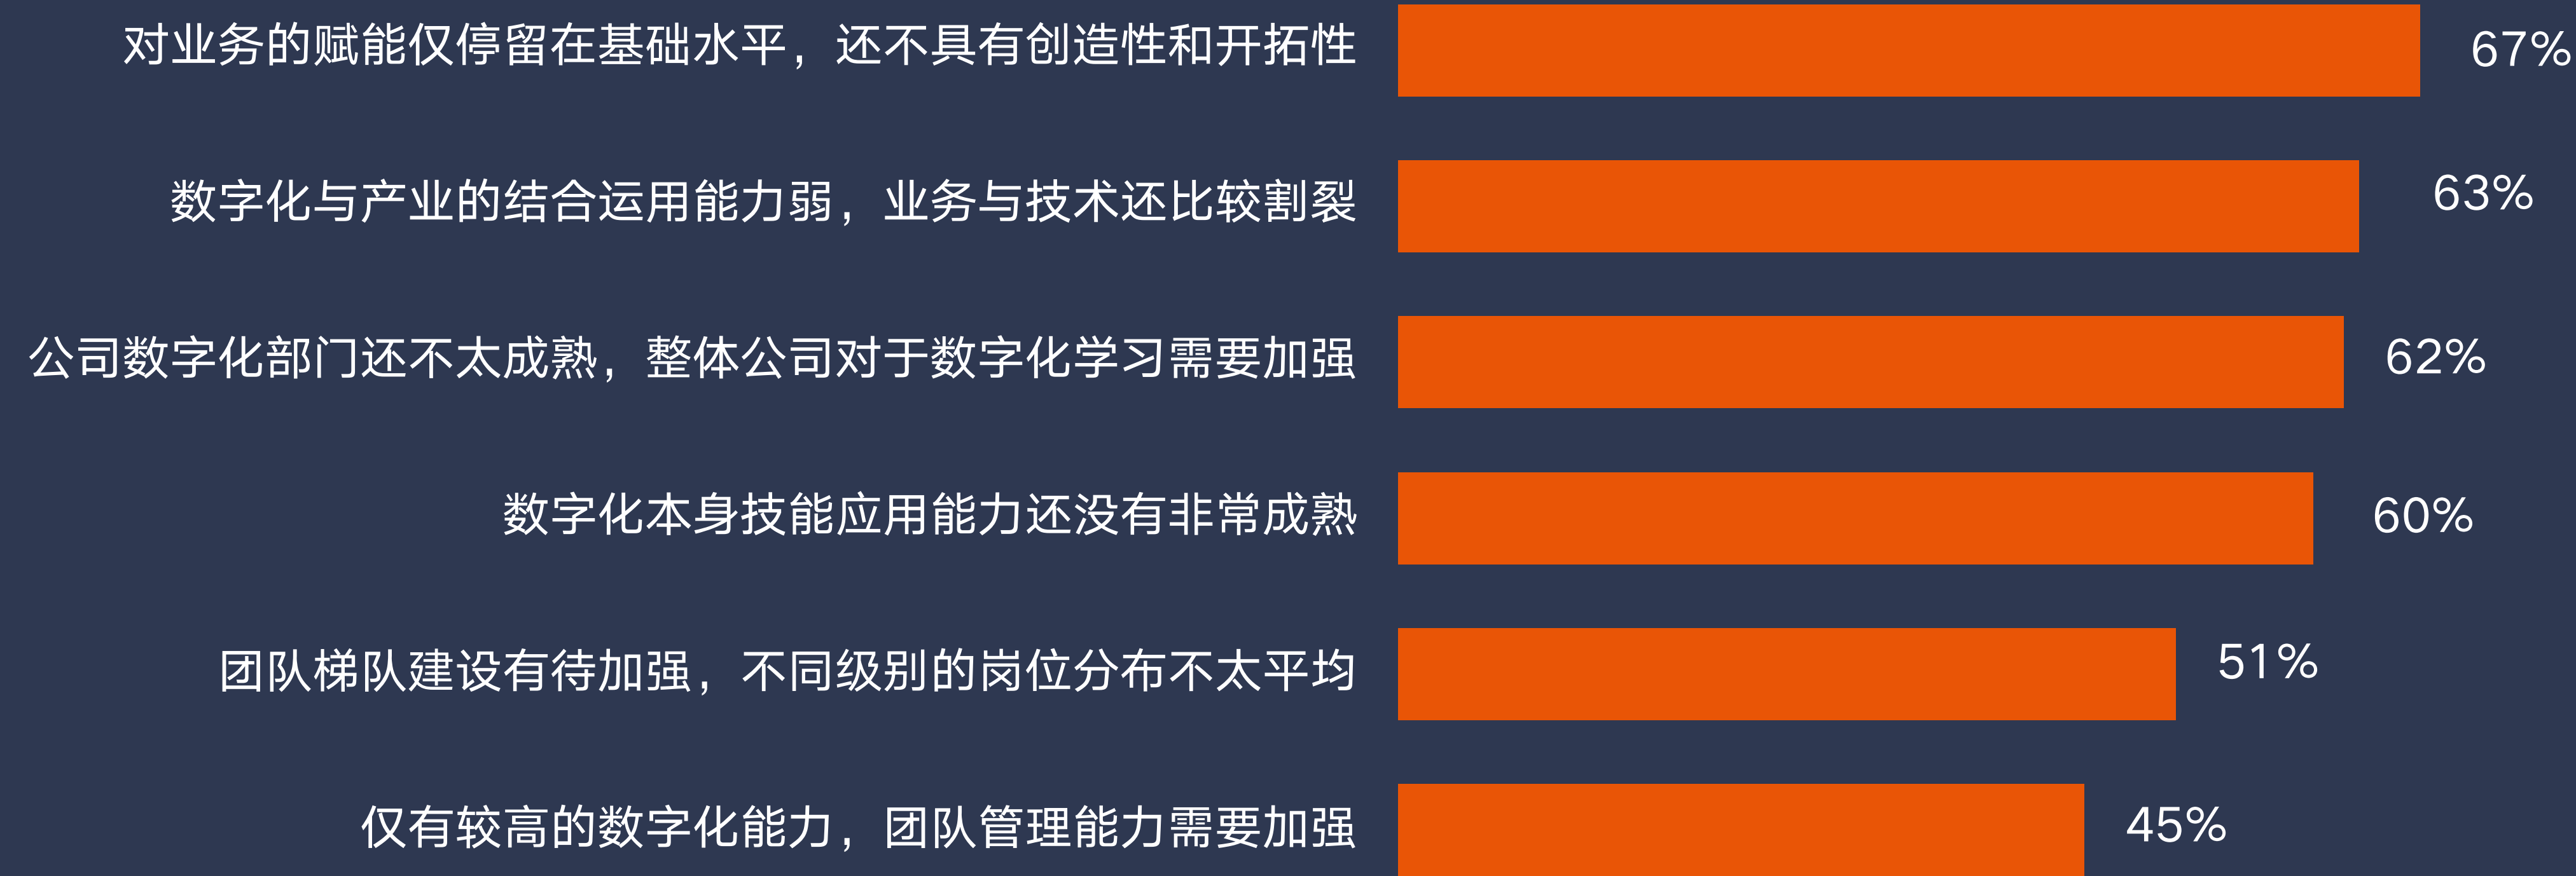 对业务的赋能仅停留在基础水平，还不具有创造性和开拓性 67%
数字化与产业的结合运用能力弱，业务与技术还比较割裂 63%
公司数字化部门还不太成熟，整体公司对于数字化学习需要加强 62%
数字化本身技能应用能力还没有非常成熟 60%
团队梯队建设有待加强，不同级别的岗位分布不太平均 51%
仅有较高的数字化能力，团队管理能力需要加强 45%